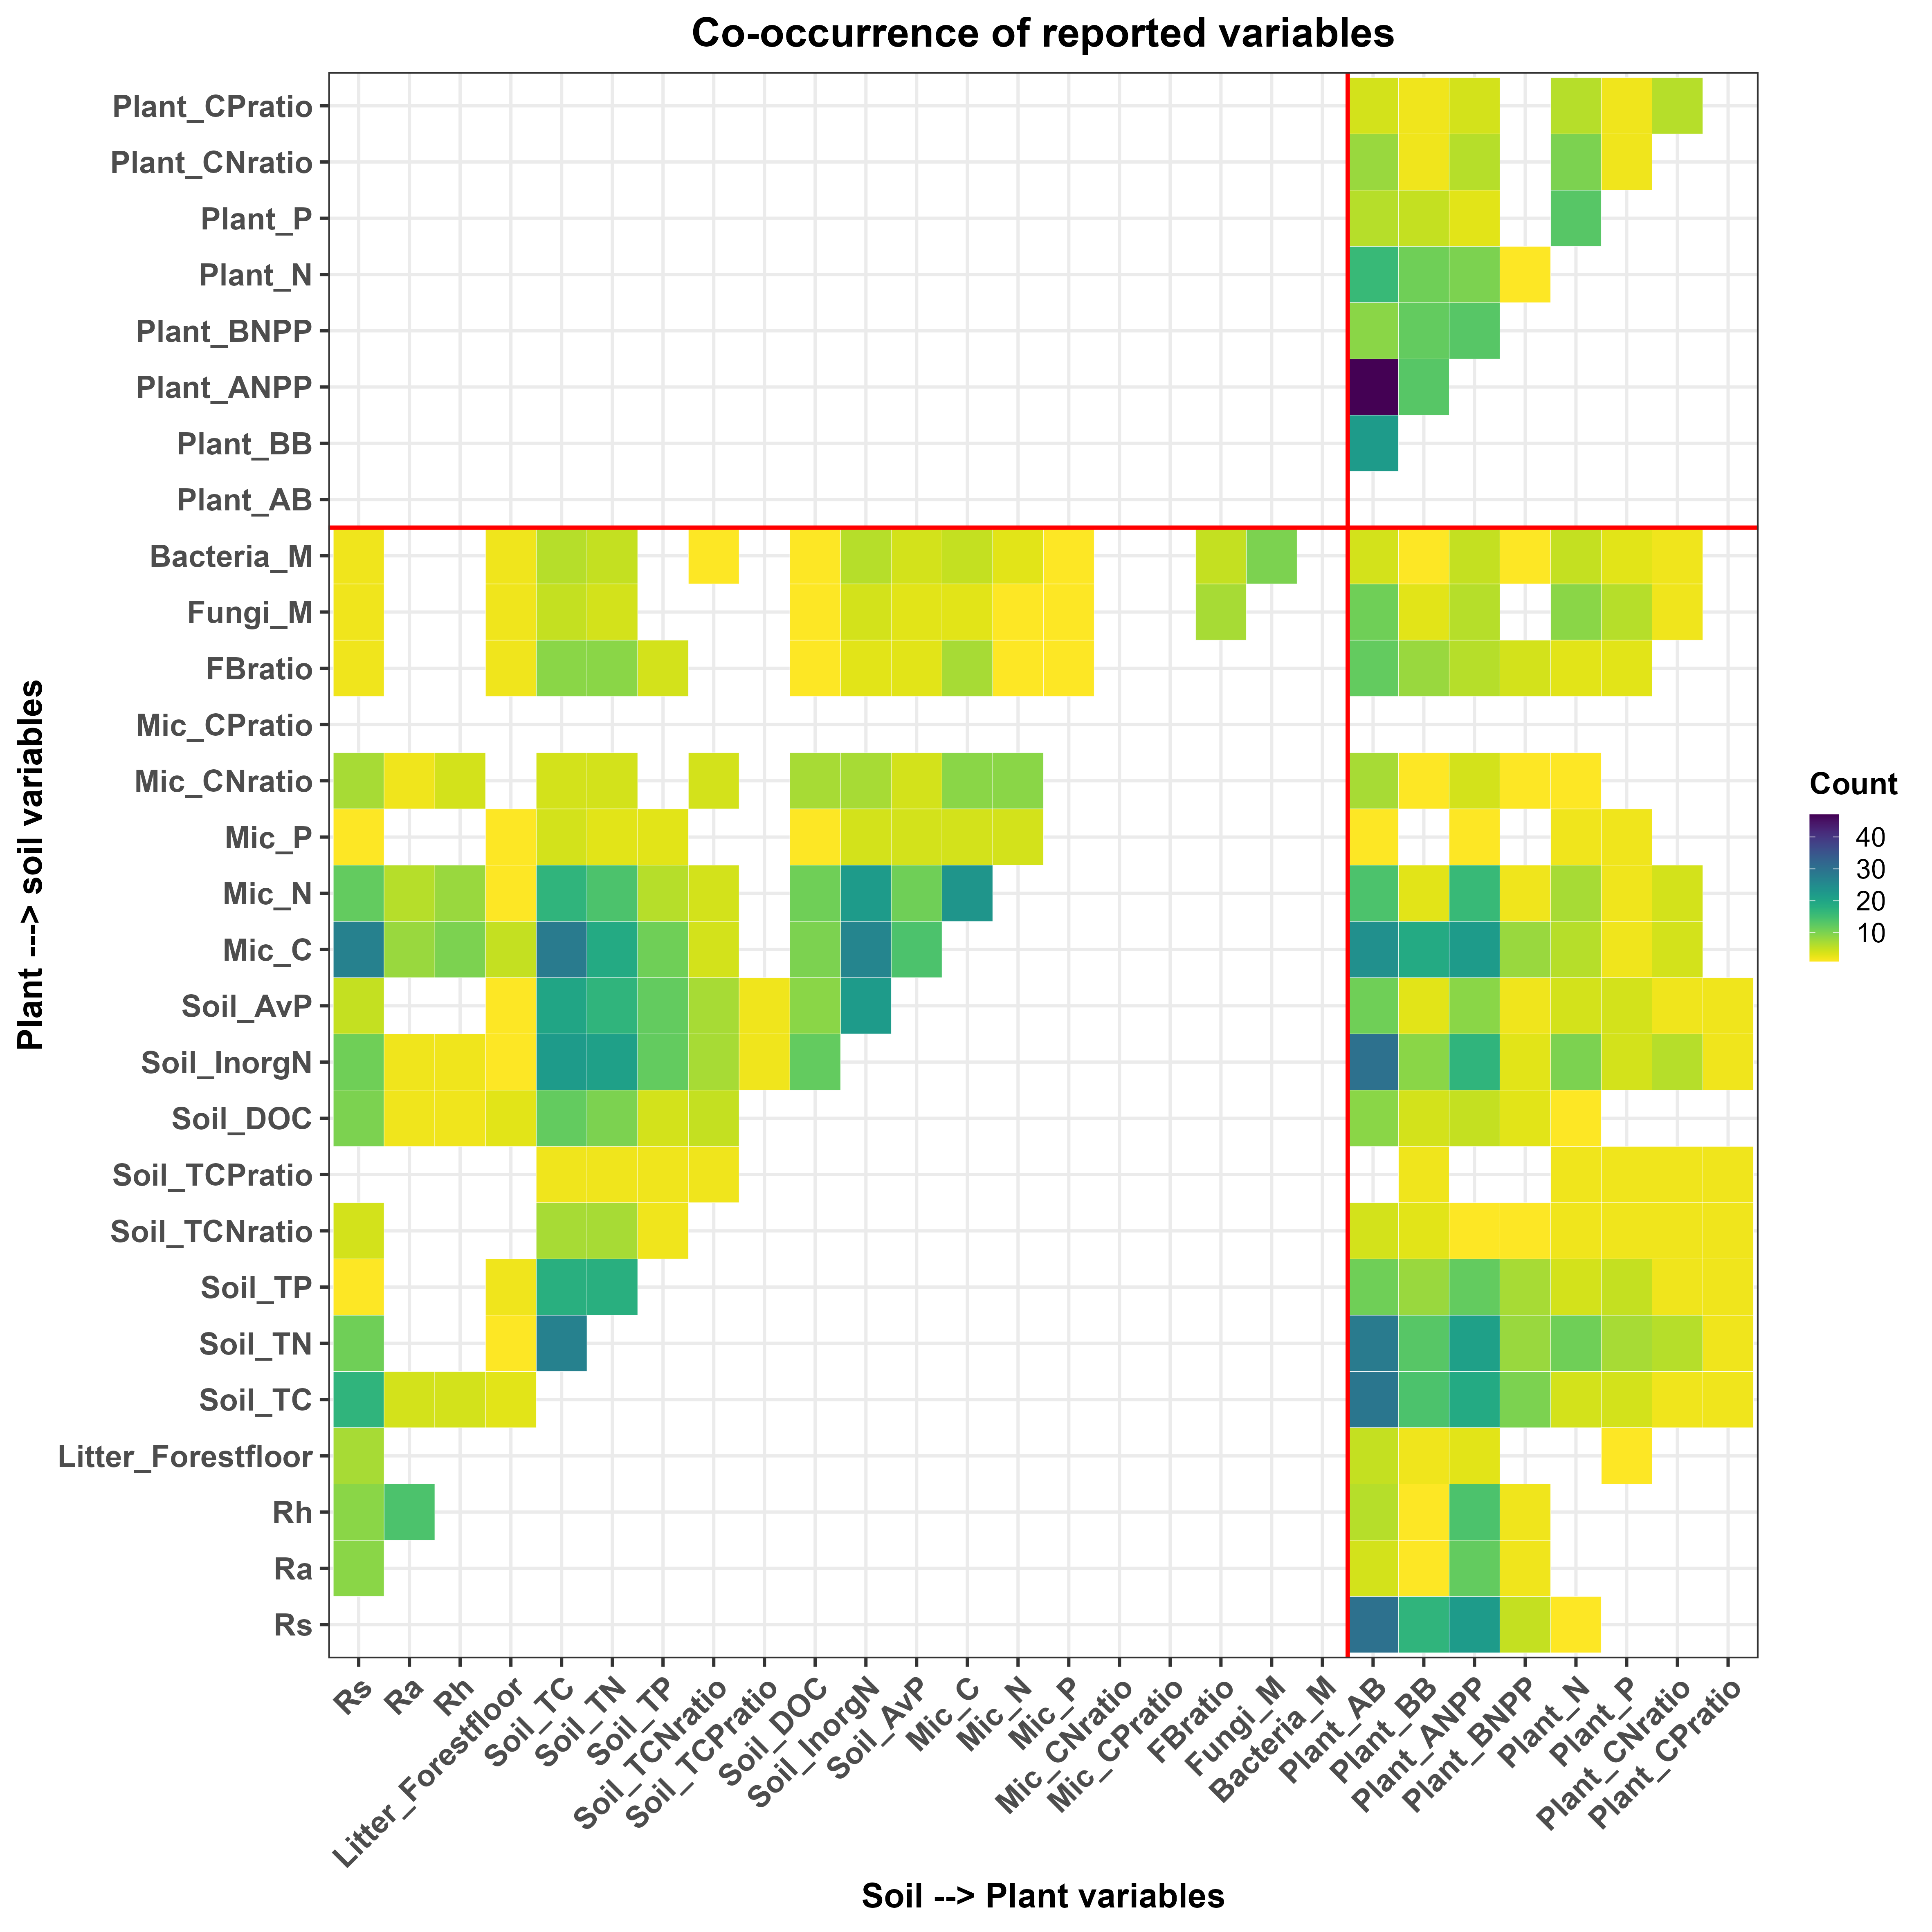 Co-occurrence of reported variables
Plant_CPratio
Plant_CNratio
Plant_P
Plant_N
Plant_BNPP
Plant_ANPP
Plant_BB
Plant_AB
Bacteria_M
Fungi_M
FBratio
Mic_CPratio
Mic_CNratio
Mic_P
Mic_N
Mic_C
Soil_AvP
Soil_InorgN
Soil_DOC
Soil_TCPratio
Soil_TCNratio
Soil_TP
Soil_TN
Soil_TC
Litter_Forestfloor
Rh
Ra
Rs
Plant ---> soil variables
Rs
Ra
Rh
Litter_Forestfloor
Soil_TC
Soil_TN
Soil_TP
Soil_TCNratio
Soil_TCPratio
Soil_DOC
Soil_InorgN
Soil_AvP
Mic_C
Mic_N
Mic_P
Mic_CNratio
Mic_CPratio
FBratio
Fungi_M
Bacteria_M
Plant_AB
Plant_BB
Plant_ANPP
Plant_BNPP
Plant_N
Plant_P
Plant_CNratio
Plant_CPratio
Soil --> Plant variables
Count
40
30
20
10